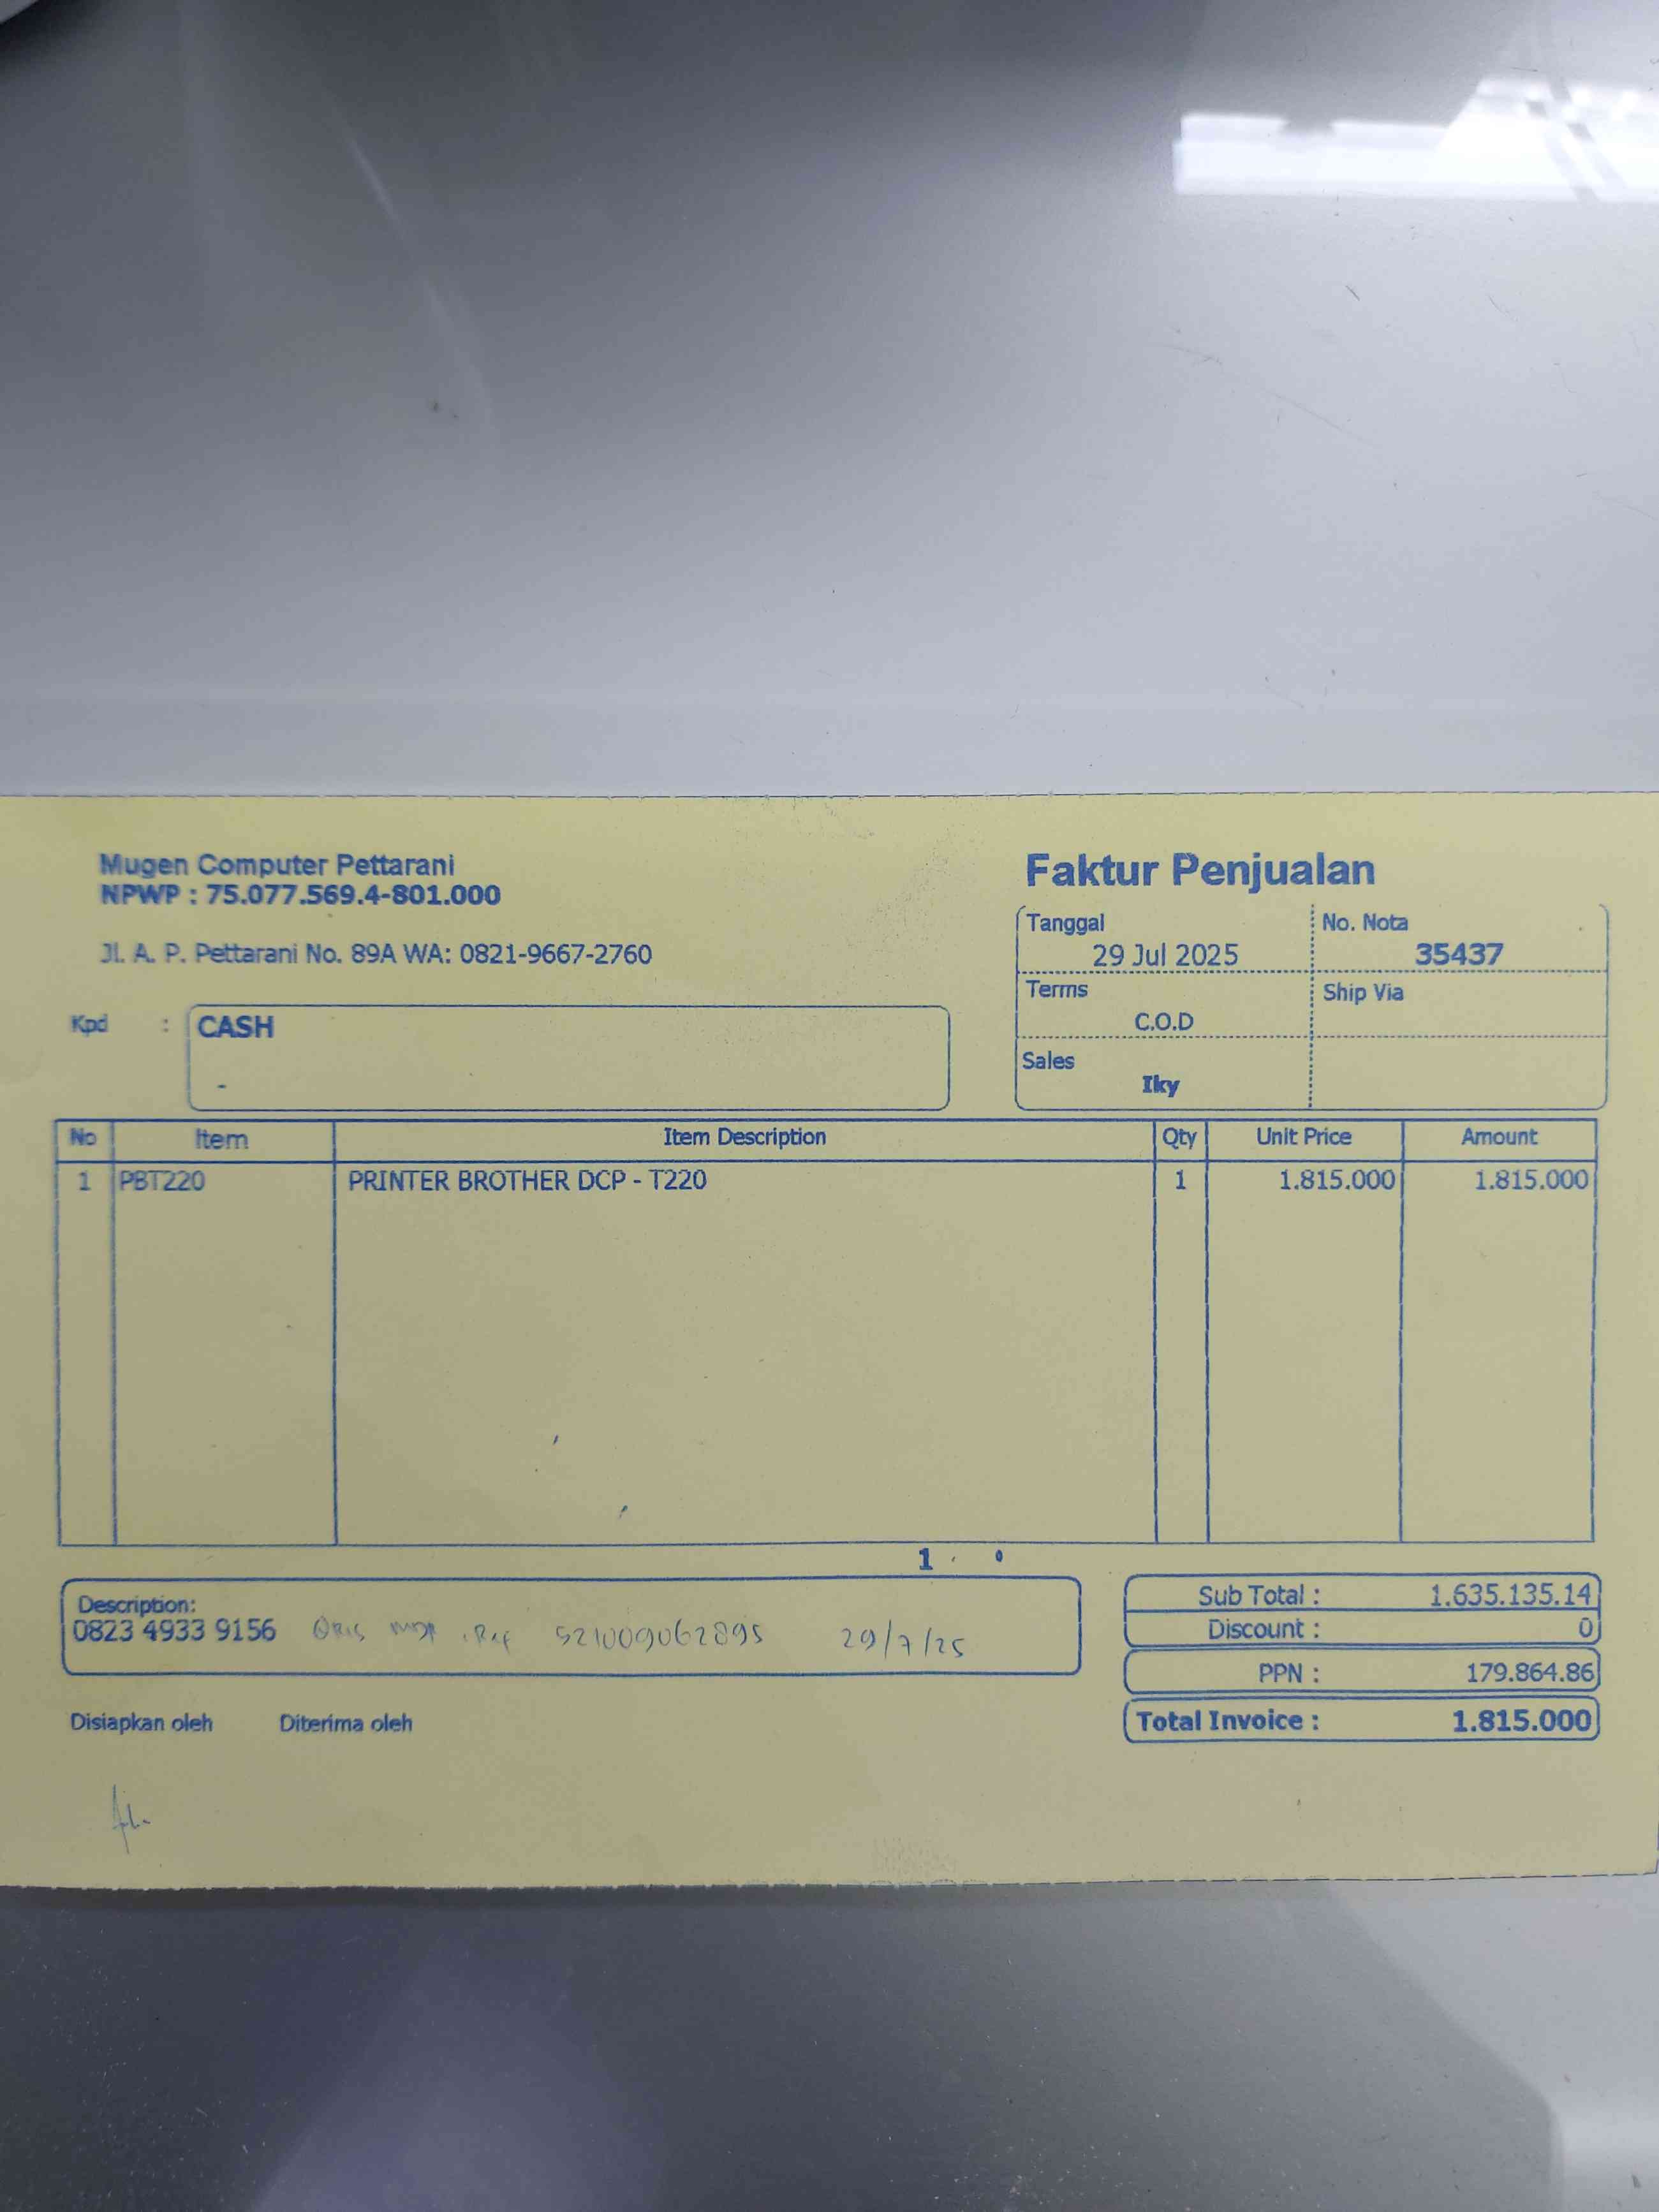 Mugen Computer Pettarani
NPWP : 75.077.569.4-801.000
Jl. A. P. Pettarani No. 89A WA: 0821-9667-2760
Kpd : CASH
-
Faktur Penjualan
Tanggal No. Nota
29 Jul 2025 35437
Terms Ship Via
C.O.D
Sales
Iky
No Item Item Description Qty Unit Price Amount
1 PBT220 PRINTER BROTHER DCP - T220 1 1.815.000 1.815.000
1
Description:
0823 4933 9156 QRIS MDR . Ref 521009062895 29/7/25
Sub Total : 1.635.135.14
Discount : 0
PPN : 179.864.86
Total Invoice : 1.815.000
Disiapkan oleh Diterima oleh